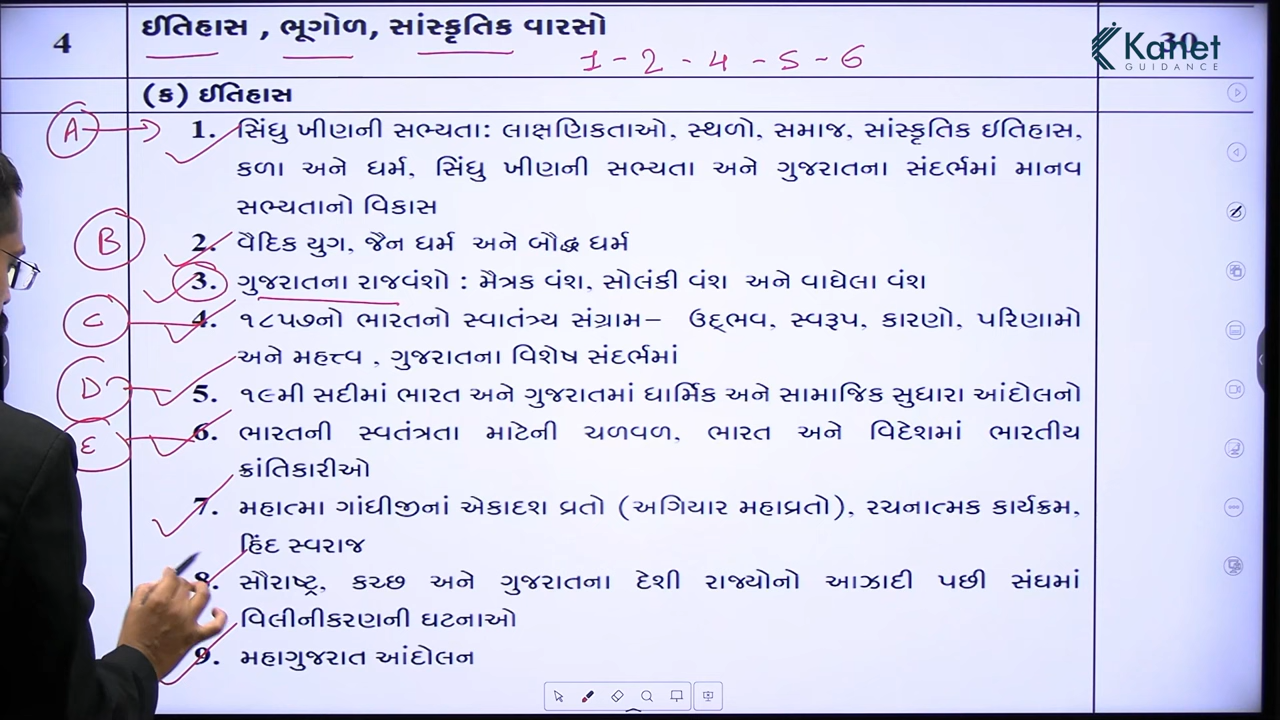 4 ઈતિહાસ , ભૂગોળ, સાંસ્કૃતિક વારસો 30
1 - 2 - 4 - 5 - 6
Kanet
GUIDANCE
(ક) ઈતિહાસ
A 1. સિંધુ ખીણની સભ્યતા: લાક્ષણિકતાઓ, સ્થળો, સમાજ, સાંસ્કૃતિક ઈતિહાસ,
કળા અને ધર્મ, સિંધુ ખીણની સભ્યતા અને ગુજરાતના સંદર્ભમાં માનવ
સભ્યતાનો વિકાસ
B 2. વૈદિક યુગ, જૈન ધર્મ અને બૌદ્ધ ધર્મ
3. ગુજરાતના રાજવંશો : મૈત્રક વંશ, સોલંકી વંશ અને વાઘેલા વંશ
C 4. ૧૮૫૭નો ભારતનો સ્વાતંત્ર્ય સંગ્રામ– ઉદ્ભવ, સ્વરૂપ, કારણો, પરિણામો
અને મહત્ત્વ , ગુજરાતના વિશેષ સંદર્ભમાં
D 5. ૧૯મી સદીમાં ભારત અને ગુજરાતમાં ધાર્મિક અને સામાજિક સુધારા આંદોલનો
E 6. ભારતની સ્વતંત્રતા માટેની ચળવળ, ભારત અને વિદેશમાં ભારતીય
ક્રાંતિકારીઓ
7. મહાત્મા ગાંધીજીનાં એકાદશ વ્રતો (અગિયાર મહાવ્રતો), રચનાત્મક કાર્યક્રમ,
હિંદ સ્વરાજ
8. સૌરાષ્ટ્ર, કચ્છ અને ગુજરાતના દેશી રાજ્યોનો આઝાદી પછી સંઘમાં
વિલીનીકરણની ઘટનાઓ
9. મહાગુજરાત આંદોલન